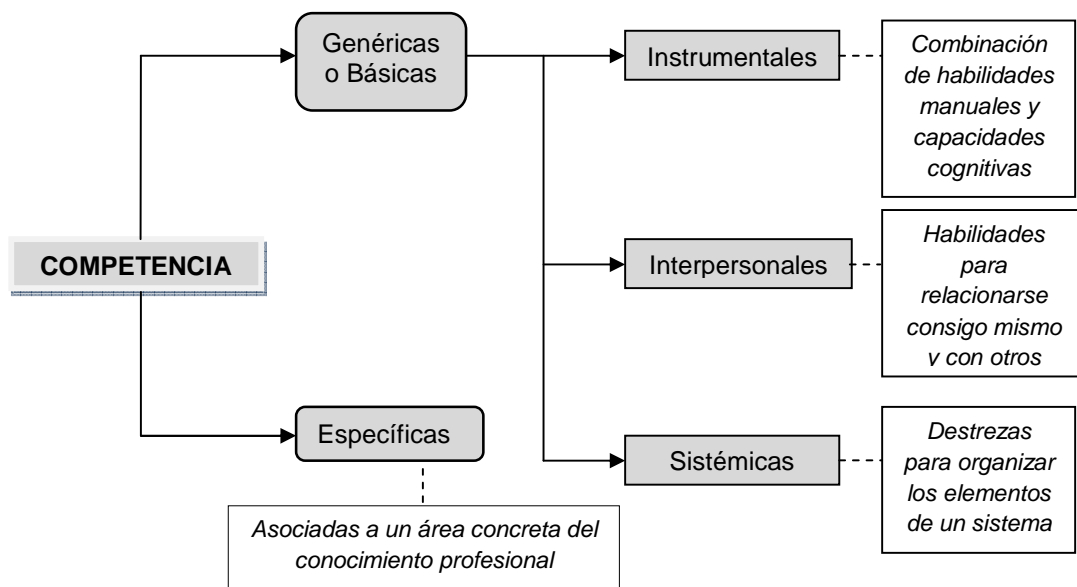 Genéricas
o Básicas
Instrumentales
Combinación
de habilidades
manuales y
capacidades
cognitivas
COMPETENCIA
Interpersonales
Habilidades
para
relacionarse
consigo mismo
y con otros
Específicas
Sistémicas
Destrezas
para organizar
los elementos
de un sistema
Asociadas a un área concreta del
conocimiento profesional